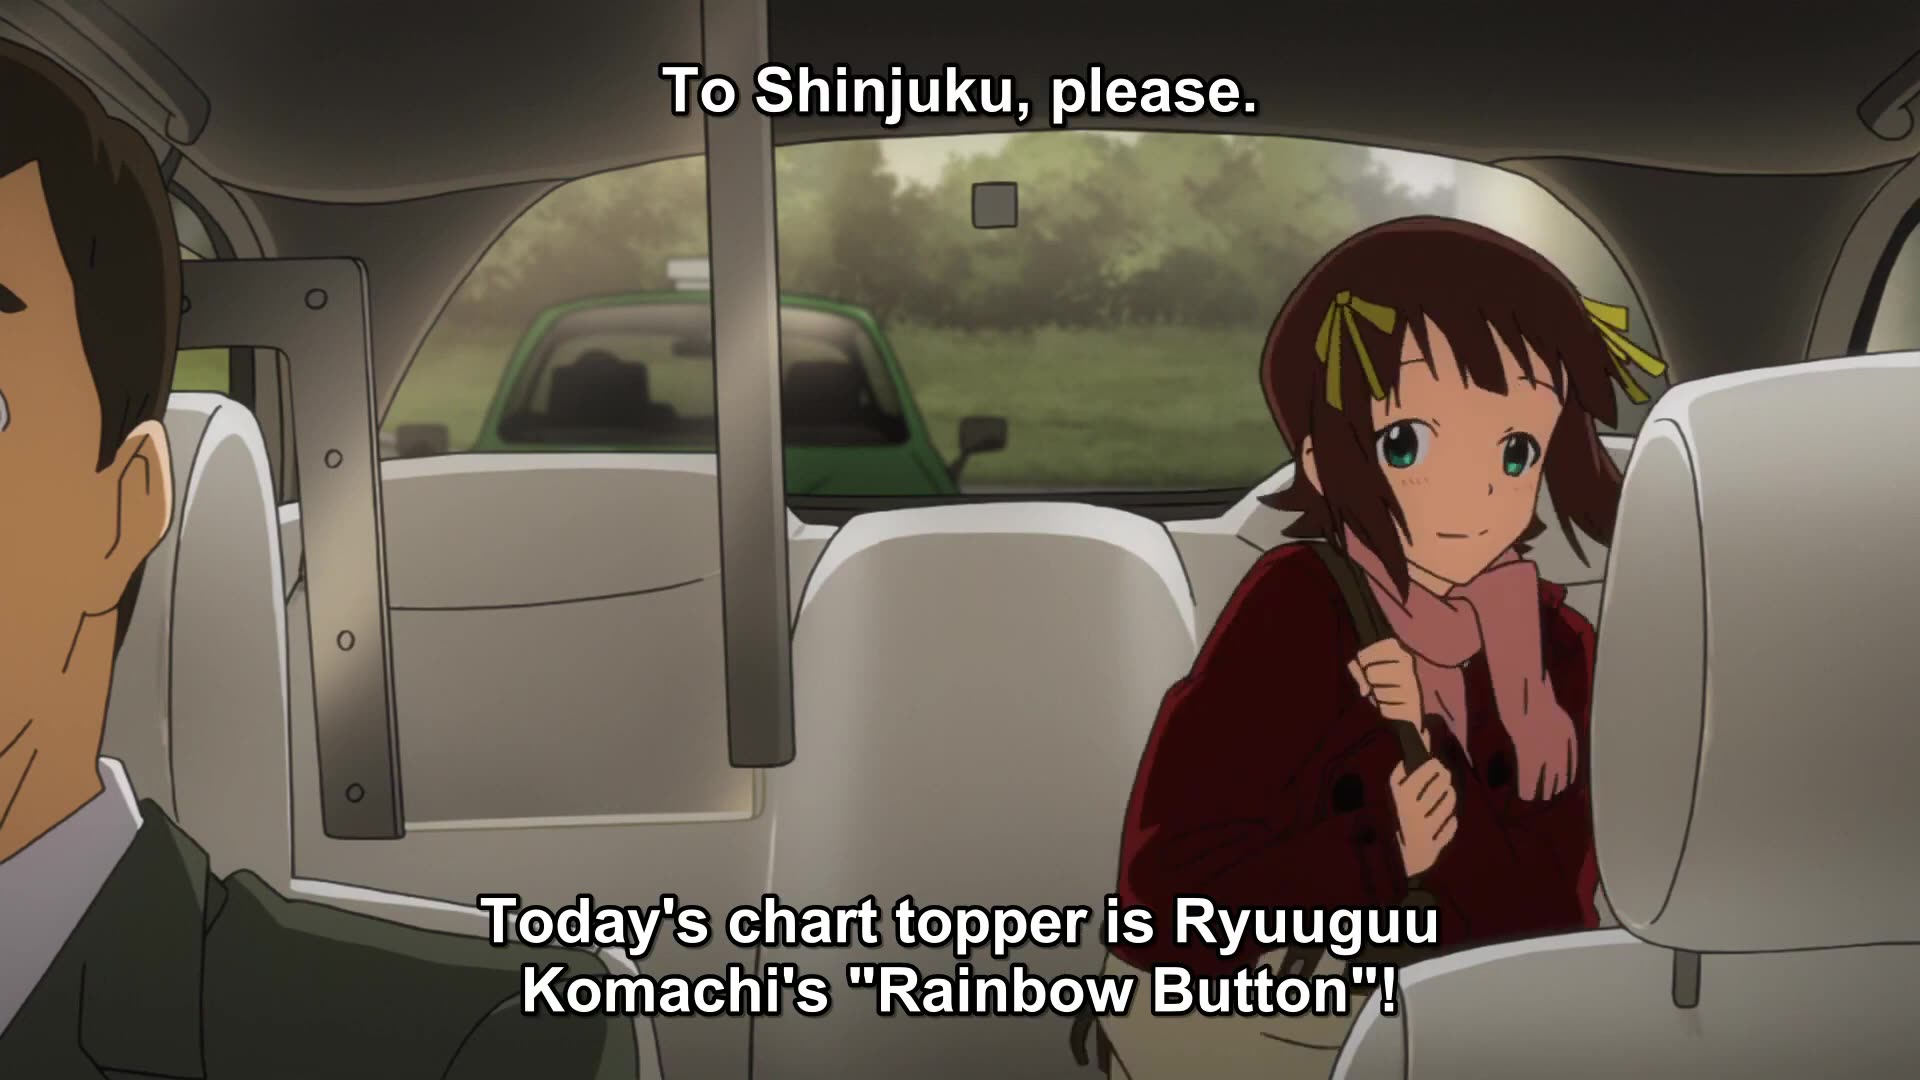 To Shinjuku, please.
Today's chart topper is Ryuuguu
Komachi's "Rainbow Button"!